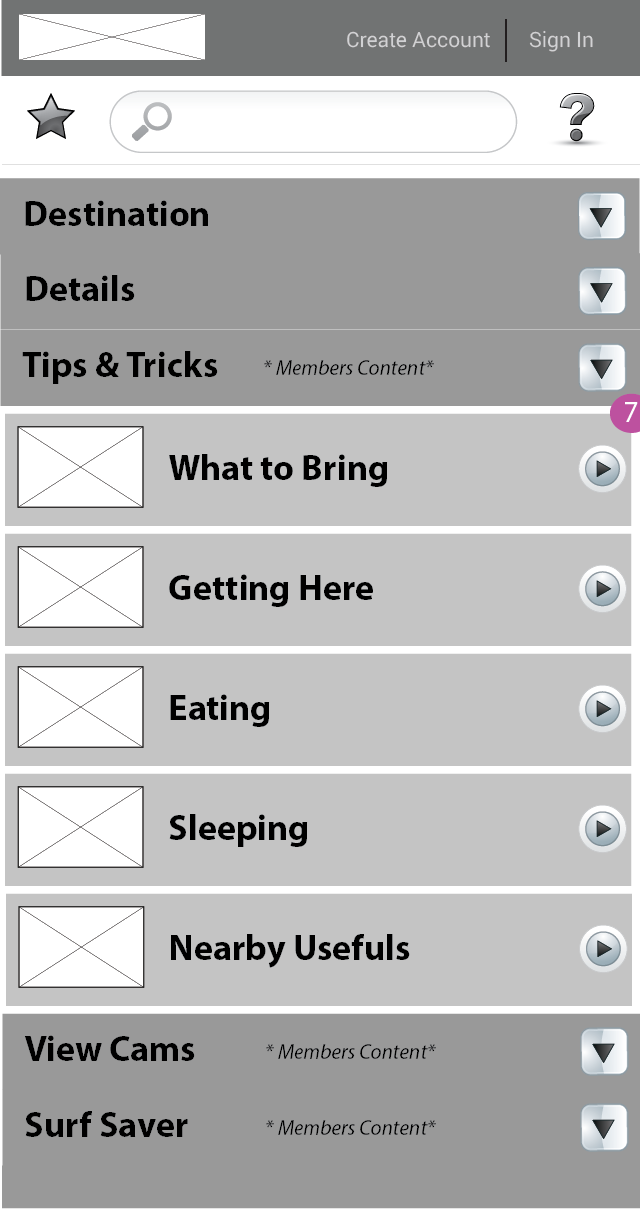 Create Account Sign In
?
Destination
Details
Tips & Tricks * Members Content*
7
What to Bring
Getting Here
Eating
Sleeping
Nearby Usefuls
View Cams * Members Content*
Surf Saver * Members Content*